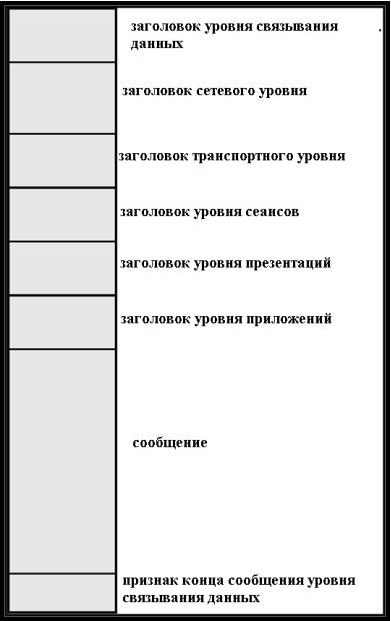 заголовок уровня связывания
данных
заголовок сетевого уровня
заголовок транспортного уровня
заголовок уровня сеансов
заголовок уровня презентаций
заголовок уровня приложений
сообщение
признак конца сообщения уровня
связывания данных